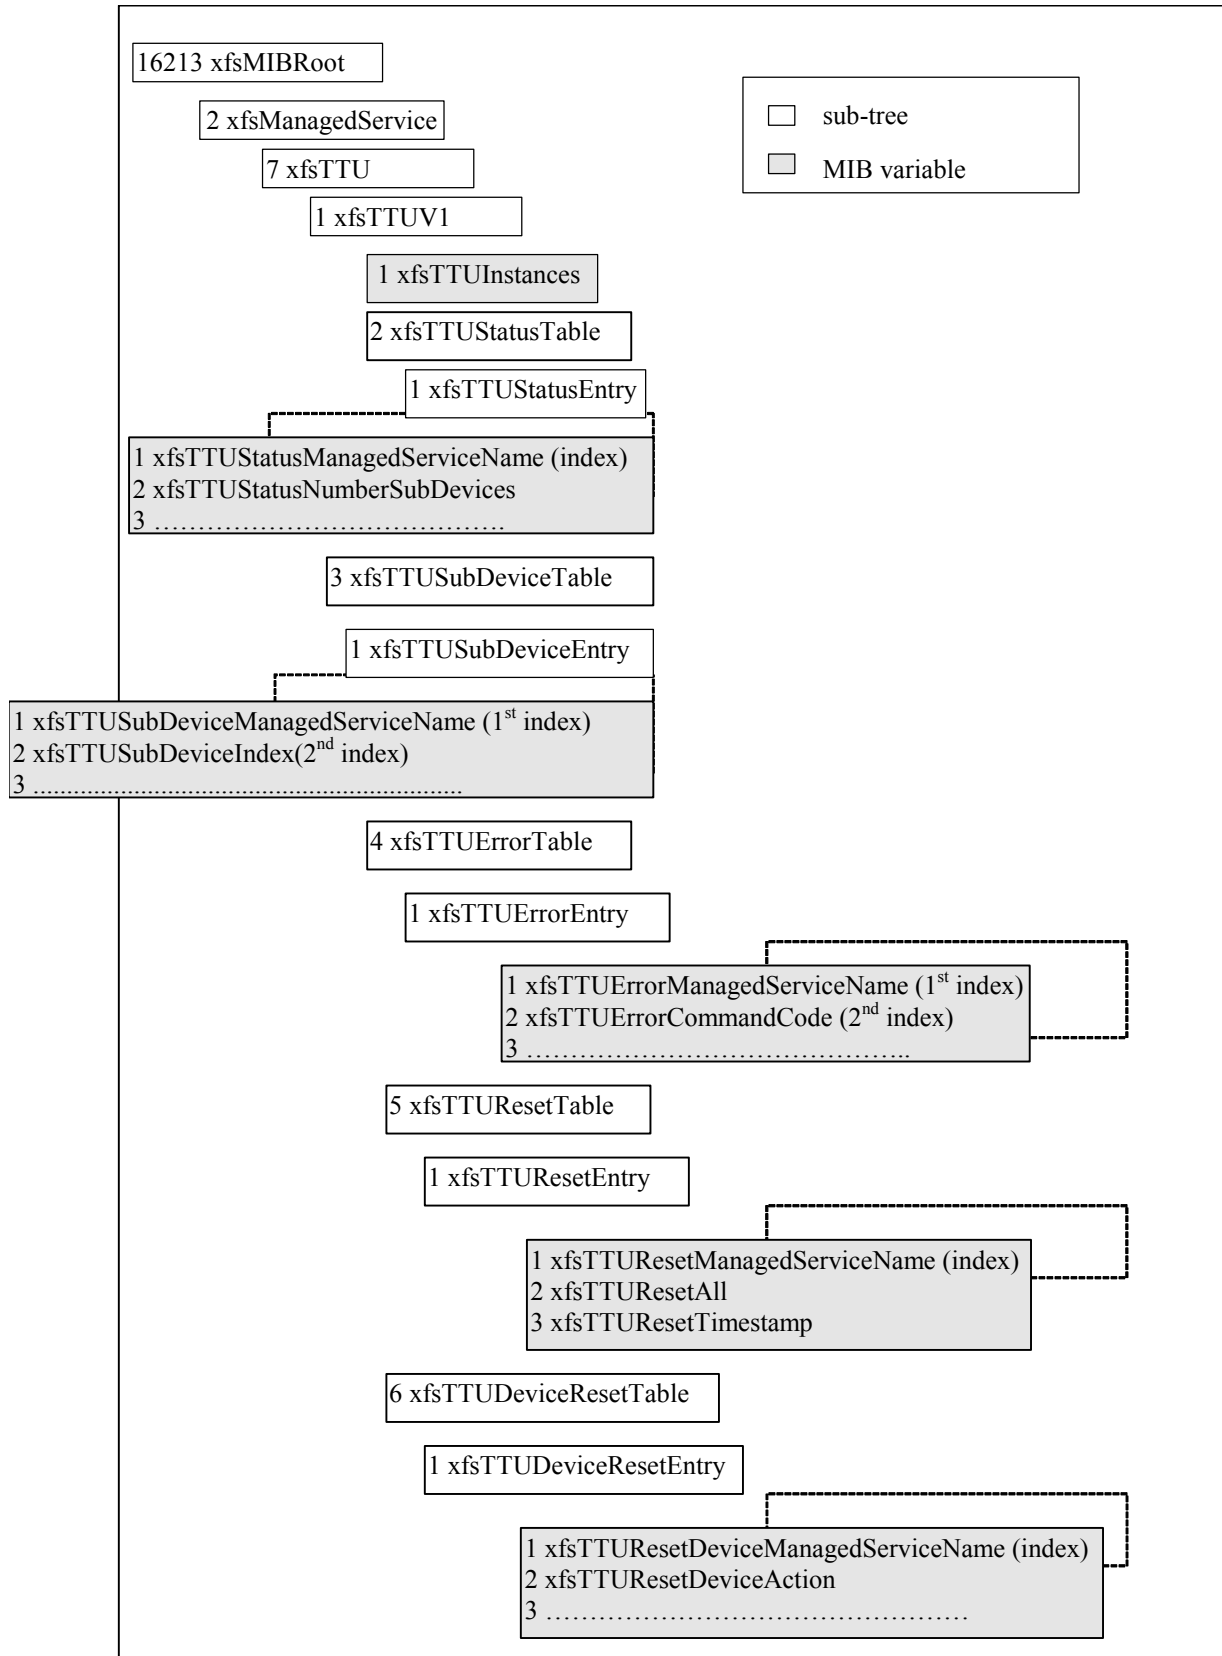 16213 xfsMIBRoot
2 xfsManagedService
sub-tree
7 xfsTTU
MIB variable
1 xfsTTUV1
1 xfsTTUInstances
2 xfsTTUStatusTable
1 xfsTTUStatusEntry
1 xfsTTUStatusManagedServiceName (index)
2 xfsTTUStatusNumberSubDevices
3 ………………………………….
3 xfsTTUSubDeviceTable
1 xfsTTUSubDeviceEntry
1 xfsTTUSubDeviceManagedServiceName (1st index)
2 xfsTTUSubDeviceIndex(2nd index)
3 ................................................................
4 xfsTTUErrorTable
1 xfsTTUErrorEntry
1 xfsTTUErrorManagedServiceName (1st index)
2 xfsTTUErrorCommandCode (2nd index)
3 ……………………………………..
5 xfsTTUResetTable
1 xfsTTUResetEntry
1 xfsTTUResetManagedServiceName (index)
2 xfsTTUResetAll
3 xfsTTUResetTimestamp
6 xfsTTUDeviceResetTable
1 xfsTTUDeviceResetEntry
1 xfsTTUResetDeviceManagedServiceName (index)
2 xfsTTUResetDeviceAction
3 …………………………………………